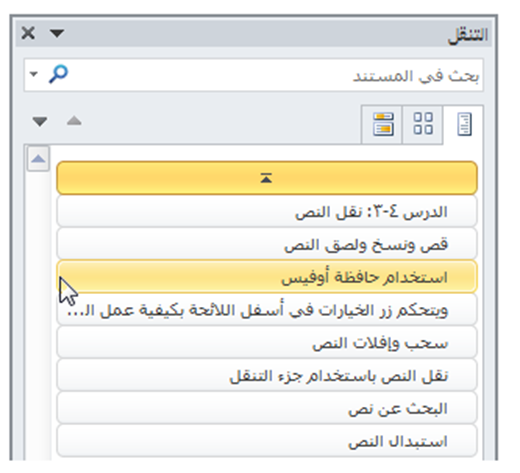 التنقل
بحث في المستند
الدرس ٤-٣: نقل النص
قص ونسخ ولصق النص
استخدام حافظة أوفيس
ويتحكم زر الخيارات في أسفل اللائحة بكيفية عمل الـ...
سحب وإفلات النص
نقل النص باستخدام جزء التنقل
البحث عن نص
استبدال النص